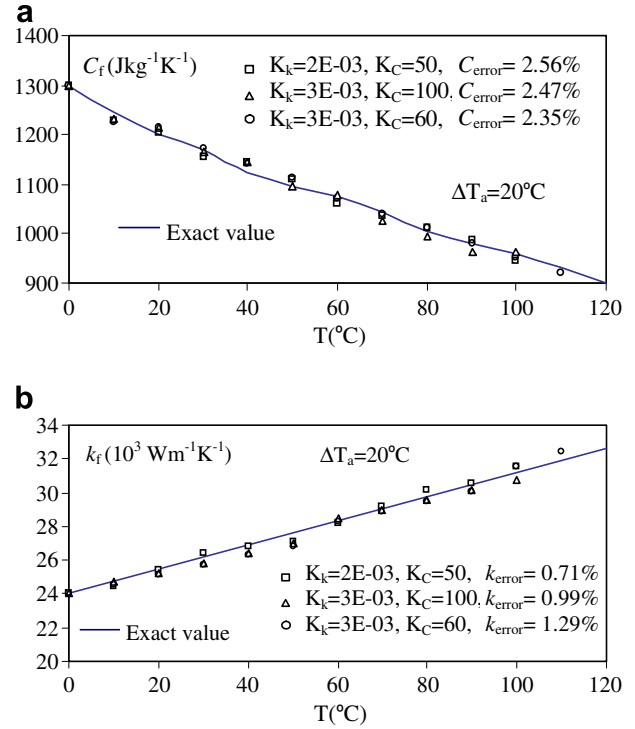 a
1400
1300
1200
1100
1000
900
C_f (Jkg⁻¹K⁻¹)
K_k=2E-03, K_C=50, C_error= 2.56%
K_k=3E-03, K_C=100, C_error= 2.47%
K_k=3E-03, K_C=60, C_error= 2.35%
ΔT_a=20°C
Exact value
0 20 40 60 80 100 120
T(°C)
b
34
32
30
28
26
24
22
20
k_f (10³ Wm⁻¹K⁻¹)
ΔT_a=20°C
K_k=2E-03, K_C=50, k_error= 0.71%
K_k=3E-03, K_C=100, k_error= 0.99%
K_k=3E-03, K_C=60, k_error= 1.29%
Exact value
0 20 40 60 80 100 120
T(°C)